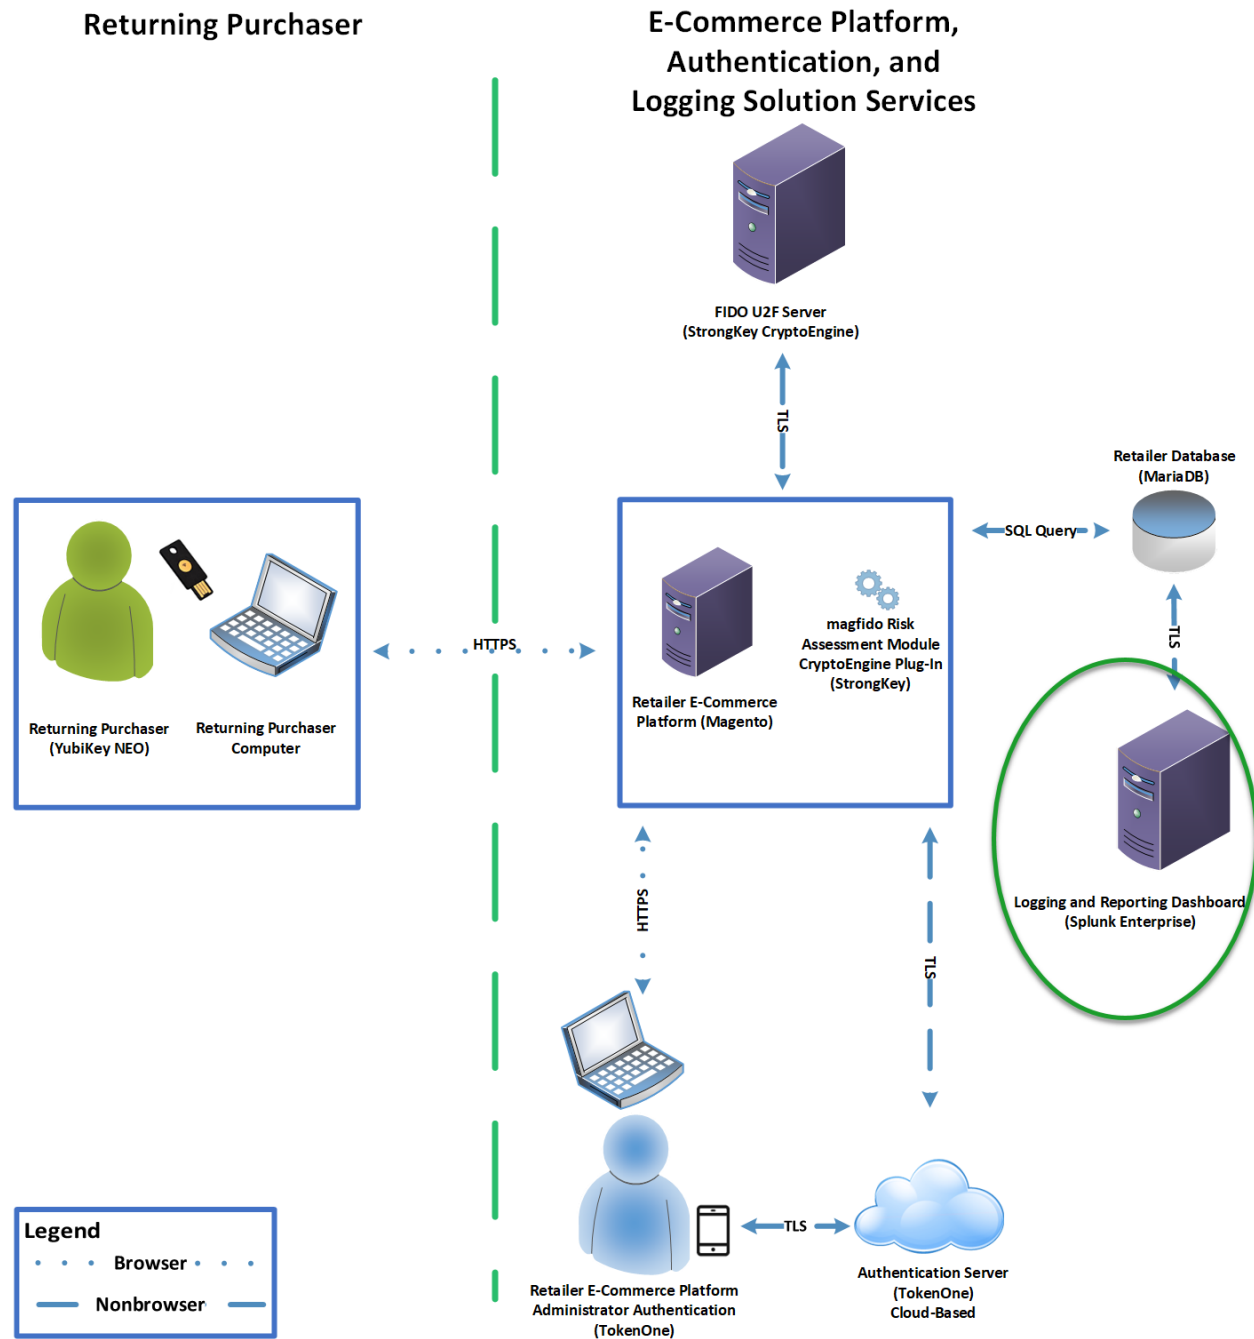 Returning Purchaser
E-Commerce Platform,
Authentication, and
Logging Solution Services
FIDO U2F Server
(StrongKey CryptoEngine)
TLS
Retailer Database
(MariaDB)
SQL Query
TLS
HTTPS
magfido Risk
Assessment Module
CryptoEngine Plug-In
(StrongKey)
Retailer E-Commerce
Platform (Magento)
Returning Purchaser
(YubiKey NEO)
Returning Purchaser
Computer
Logging and Reporting Dashboard
(Splunk Enterprise)
HTTPS
TLS
TLS
Retailer E-Commerce Platform
Administrator Authentication
(TokenOne)
Authentication Server
(TokenOne)
Cloud-Based
Legend
Browser
Nonbrowser